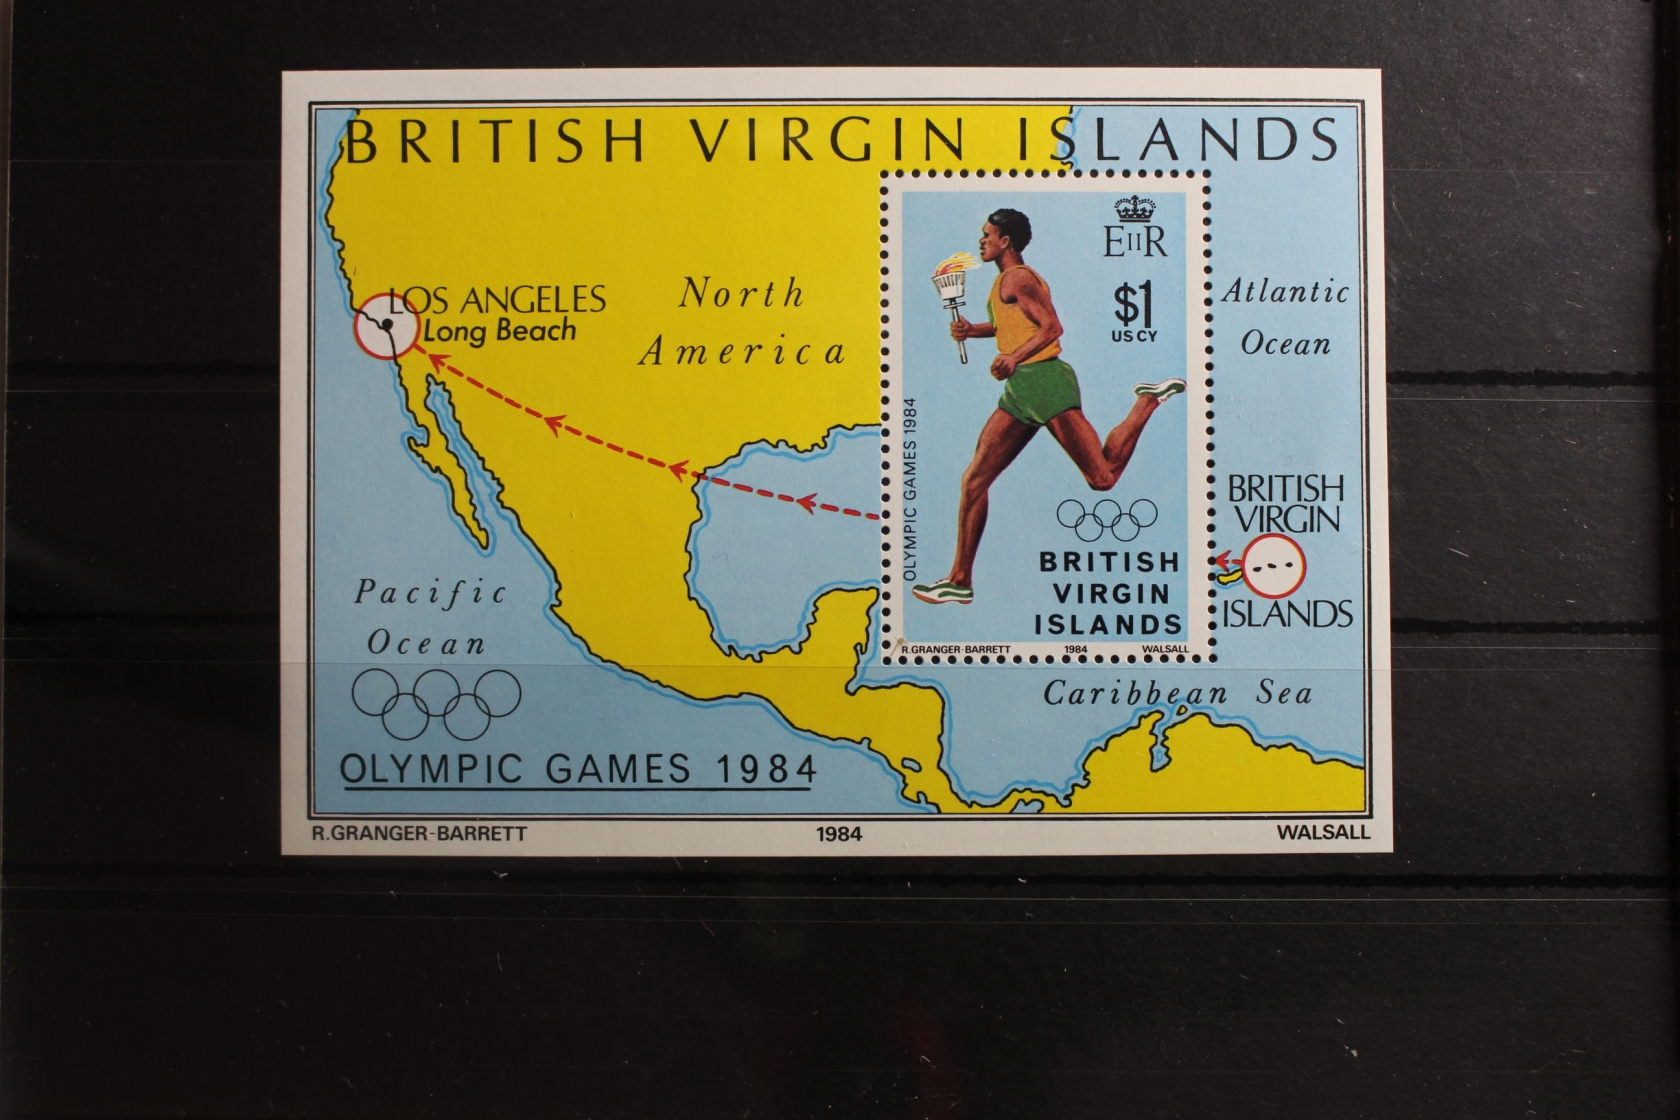 BRITISH VIRGIN ISLANDS
LOS ANGELES
Long Beach
North
America
Atlantic
Ocean
EIIR
$1
US CY
OLYMPIC GAMES 1984
BRITISH
VIRGIN
ISLANDS
R.GRANGER-BARRETT 1984 WALSALL
BRITISH
VIRGIN
ISLANDS
Pacific
Ocean
Caribbean Sea
OLYMPIC GAMES 1984
R.GRANGER-BARRETT 1984 WALSALL